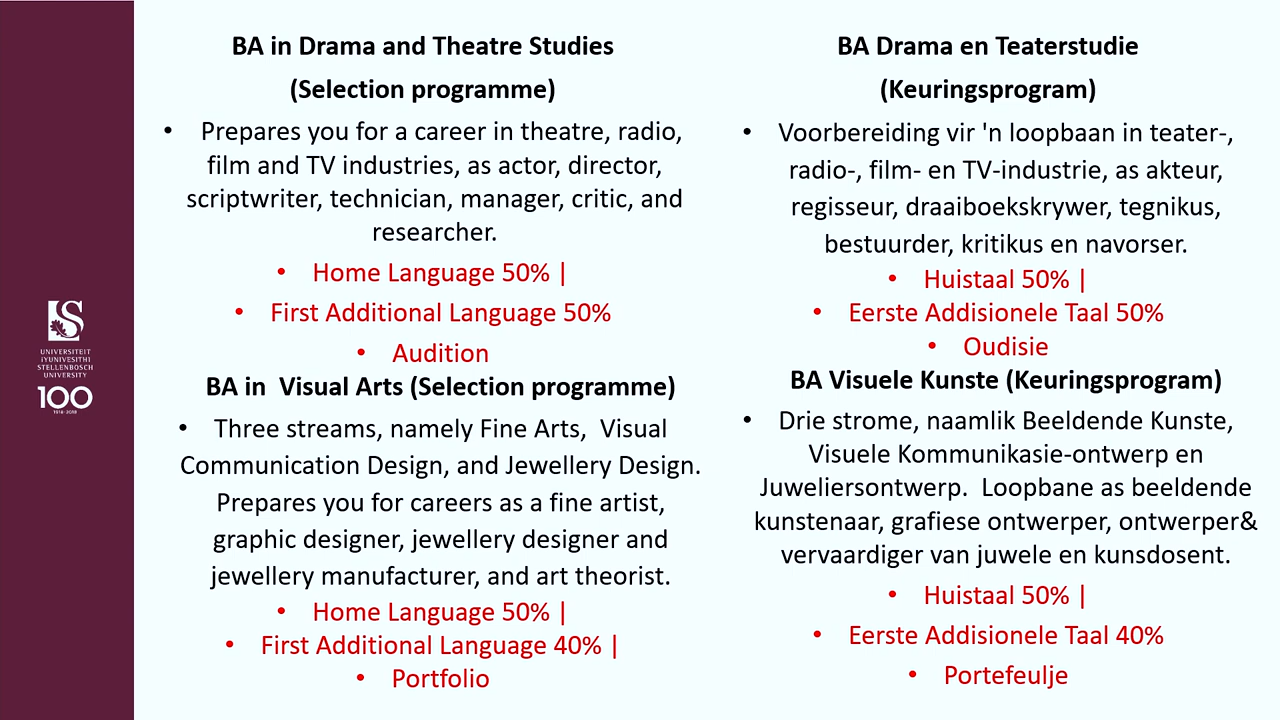 UNIVERSITEIT
IYUNIVESITHI
STELLENBOSCH
UNIVERSITY
100
1918-2018
BA in Drama and Theatre Studies
(Selection programme)
• Prepares you for a career in theatre, radio,
film and TV industries, as actor, director,
scriptwriter, technician, manager, critic, and
researcher.
• Home Language 50% |
• First Additional Language 50%
• Audition
BA in  Visual Arts (Selection programme)
• Three streams, namely Fine Arts,  Visual
Communication Design, and Jewellery Design.
Prepares you for careers as a fine artist,
graphic designer, jewellery designer and
jewellery manufacturer, and art theorist.
• Home Language 50% |
• First Additional Language 40% |
• Portfolio
BA Drama en Teaterstudie
(Keuringsprogram)
• Voorbereiding vir 'n loopbaan in teater-,
radio-, film- en TV-industrie, as akteur,
regisseur, draaiboekskrywer, tegnikus,
bestuurder, kritikus en navorser.
• Huistaal 50% |
• Eerste Addisionele Taal 50%
• Oudisie
BA Visuele Kunste (Keuringsprogram)
• Drie strome, naamlik Beeldende Kunste,
Visuele Kommunikasie-ontwerp en
Juweliersontwerp.  Loopbane as beeldende
kunstenaar, grafiese ontwerper, ontwerper&
vervaardiger van juwele en kunsdosent.
• Huistaal 50% |
• Eerste Addisionele Taal 40%
• Portefeulje